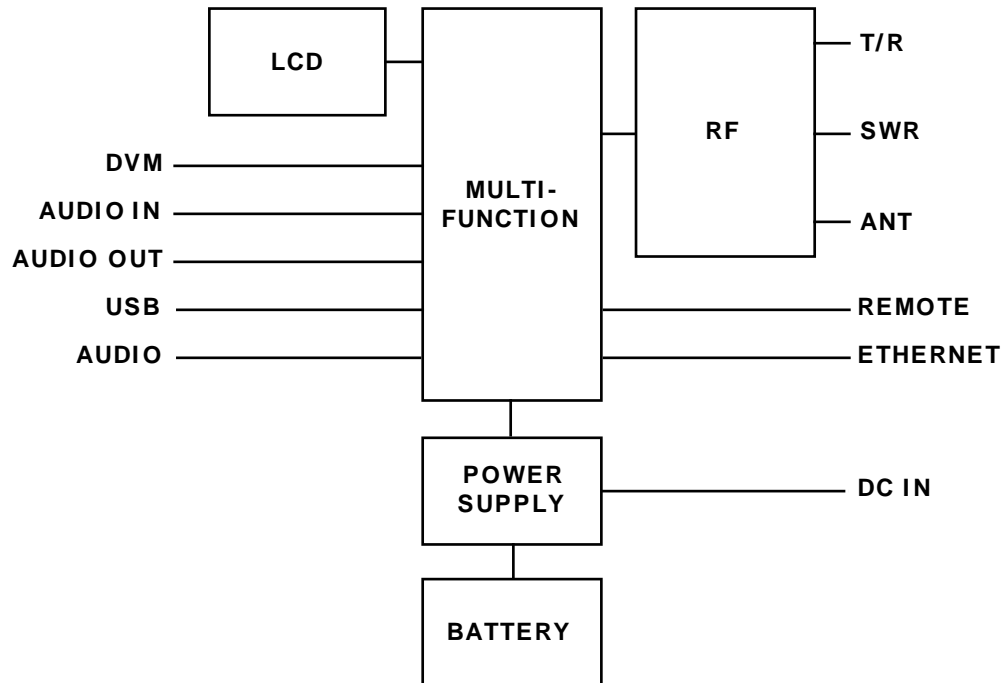 LCD
T/R
RF
SWR
DVM
MULTI-
FUNCTION
AUDIO IN
ANT
AUDIO OUT
USB
REMOTE
AUDIO
ETHERNET
POWER
SUPPLY
DC IN
BATTERY